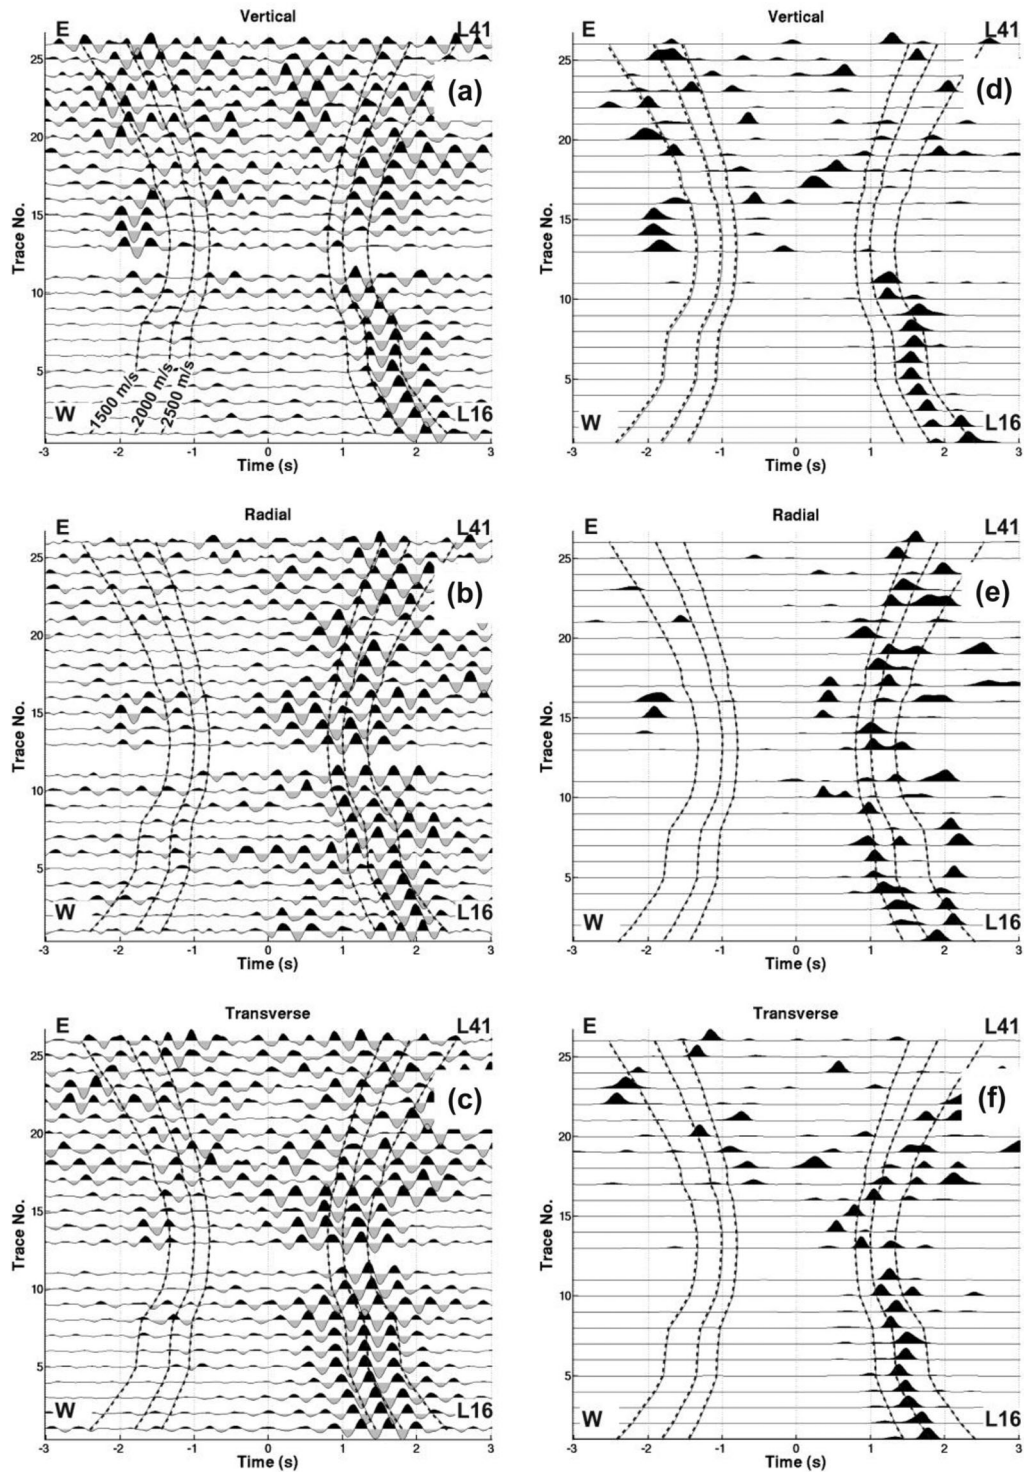 Vertical
E
L41
(a)
25
20
15
10
5
Trace No.
1500 m/s
2000 m/s
2500 m/s
W
L16
-3 -2 -1 0 1 2 3
Time (s)
Vertical
E
L41
(d)
25
20
15
10
5
Trace No.
W
L16
-3 -2 -1 0 1 2 3
Time (s)
Radial
E
L41
(b)
25
20
15
10
5
Trace No.
W
L16
-3 -2 -1 0 1 2 3
Time (s)
Radial
E
L41
(e)
25
20
15
10
5
Trace No.
W
L16
-3 -2 -1 0 1 2 3
Time (s)
Transverse
E
L41
(c)
25
20
15
10
5
Trace No.
W
L16
-3 -2 -1 0 1 2 3
Time (s)
Transverse
E
L41
(f)
25
20
15
10
5
Trace No.
W
L16
-3 -2 -1 0 1 2 3
Time (s)